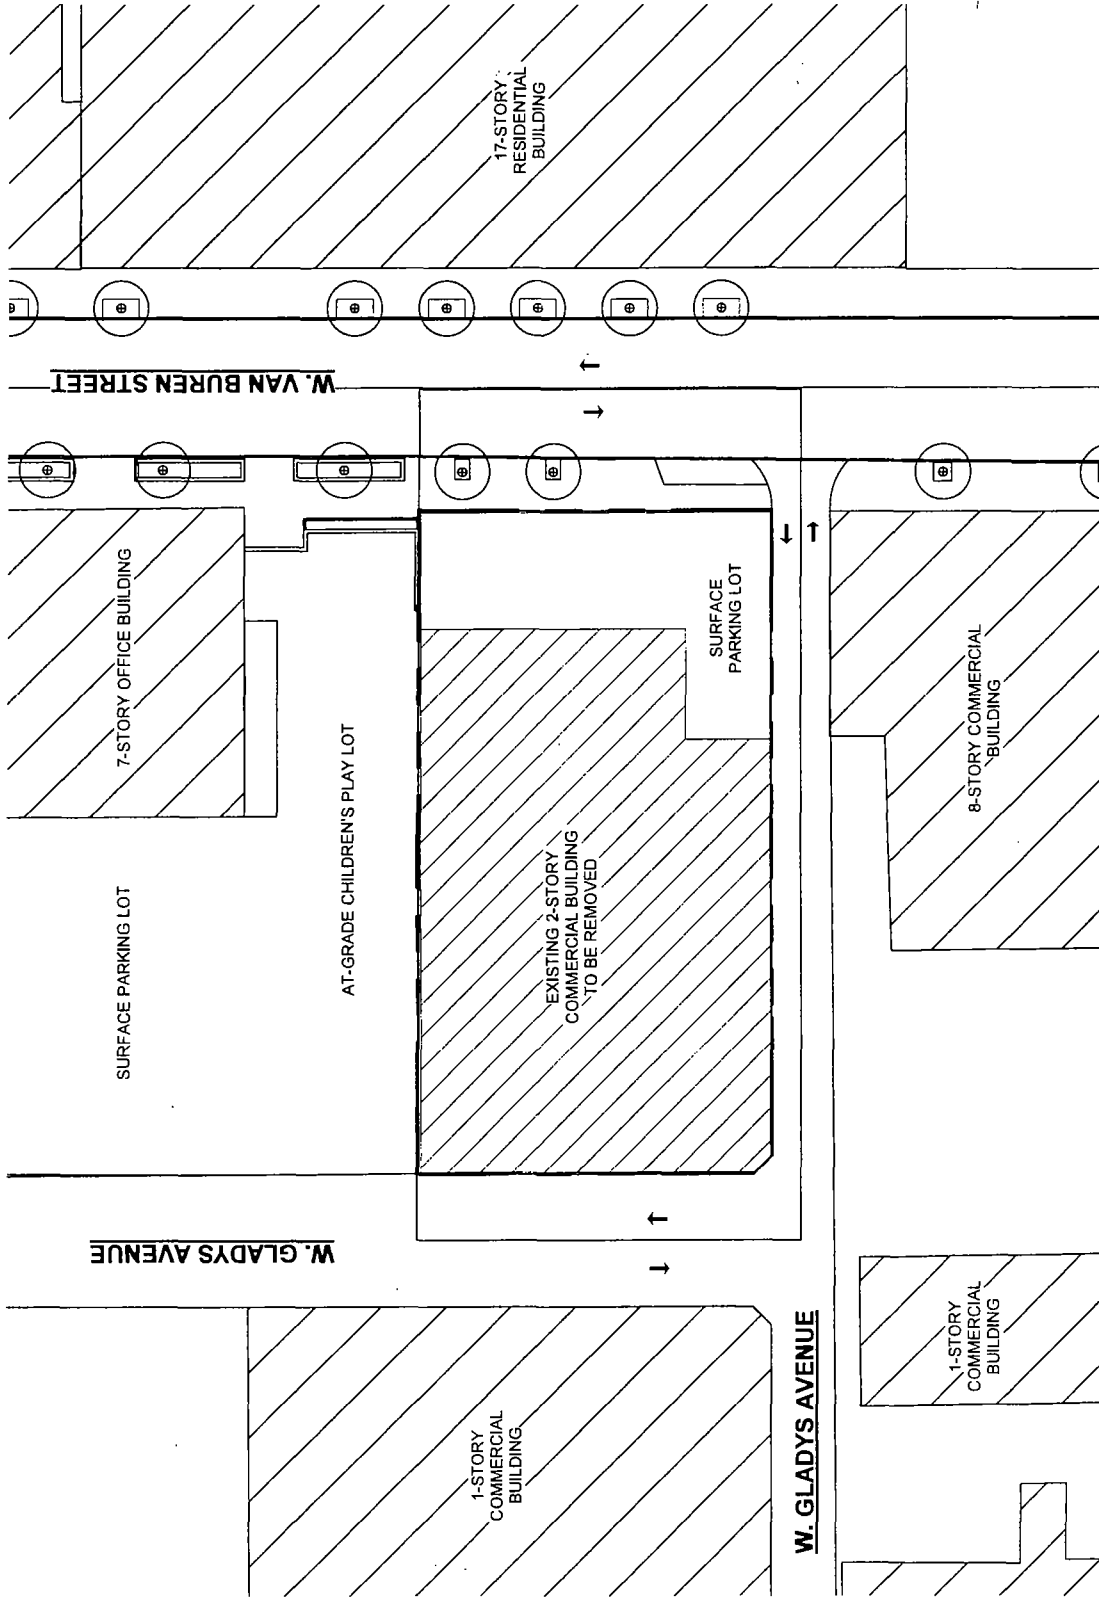 17-STORY
RESIDENTIAL
BUILDING
W. VAN BUREN STREET
7-STORY OFFICE BUILDING
SURFACE
PARKING LOT
8-STORY COMMERCIAL
BUILDING
AT-GRADE CHILDREN'S PLAY LOT
SURFACE PARKING LOT
EXISTING 2-STORY
COMMERCIAL BUILDING
TO BE REMOVED
W. GLADYS AVENUE
W. GLADYS AVENUE
1-STORY
COMMERCIAL
BUILDING
1-STORY
COMMERCIAL
BUILDING